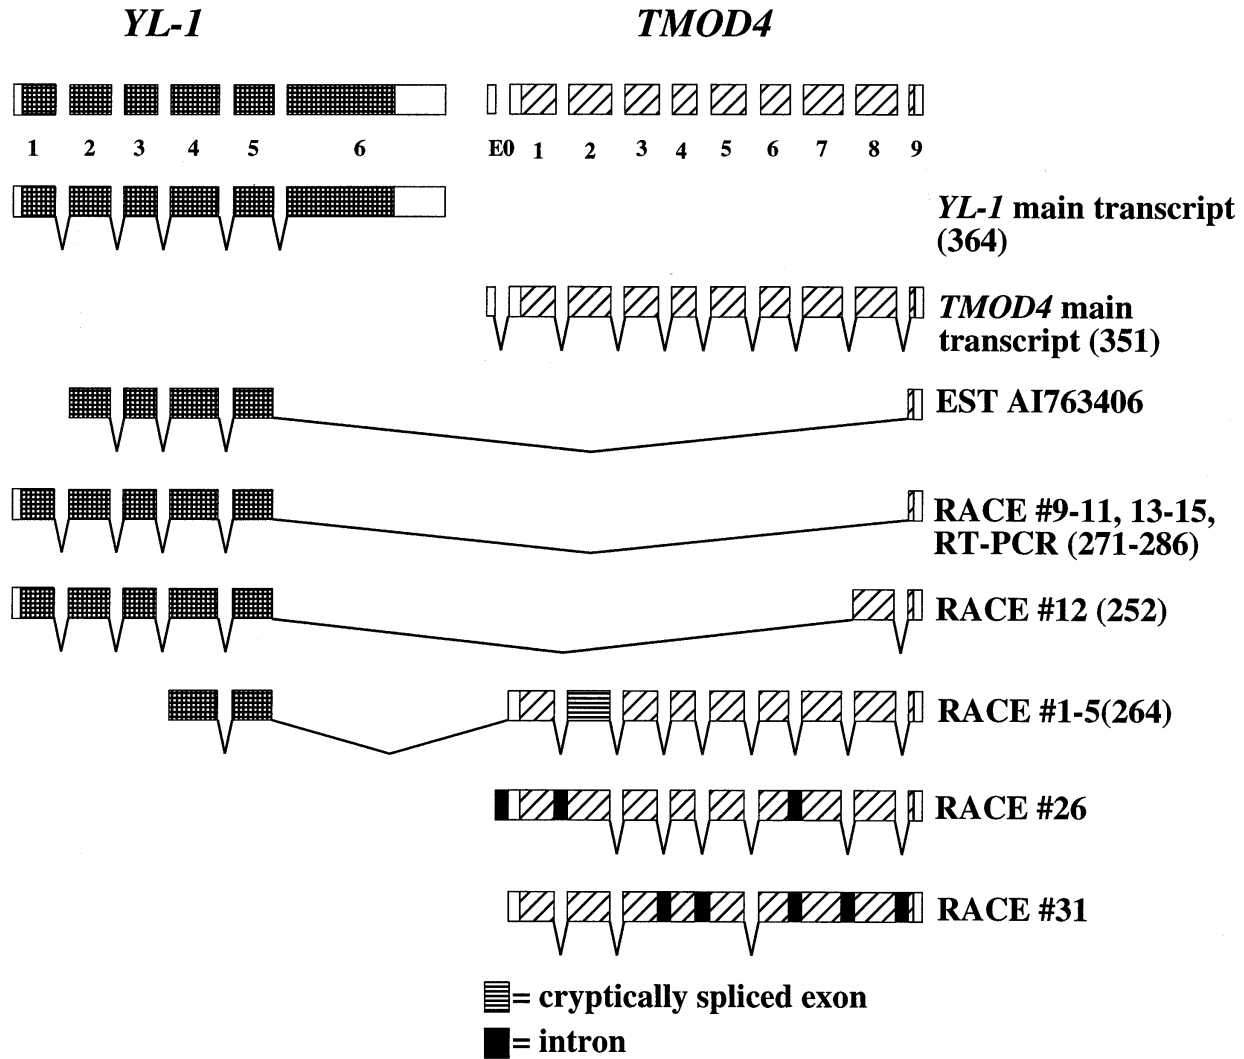 YL-1 TMOD4
1 2 3 4 5 6 E0 1 2 3 4 5 6 7 8 9
YL-1 main transcript
(364)
TMOD4 main
transcript (351)
EST AI763406
RACE #9-11, 13-15,
RT-PCR (271-286)
RACE #12 (252)
RACE #1-5(264)
RACE #26
RACE #31
= cryptically spliced exon
= intron